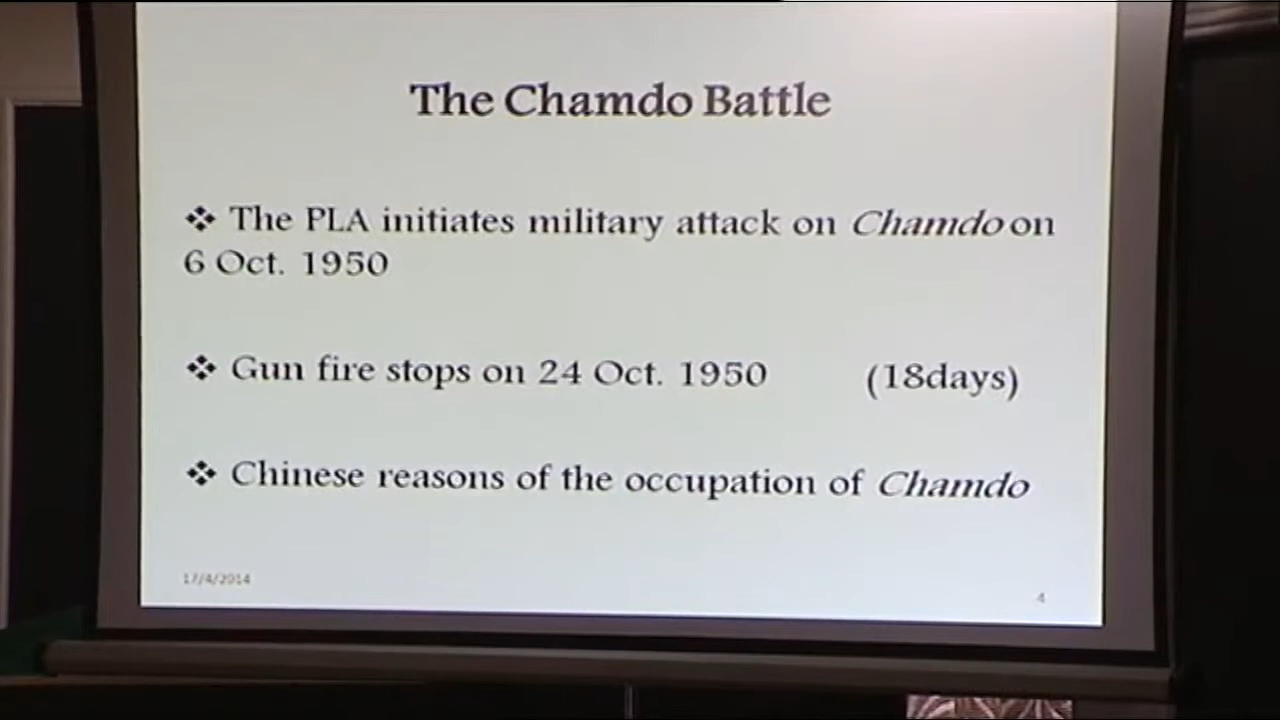 The Chamdo Battle
❖ The PLA initiates military attack on Chamdo on
6 Oct. 1950
❖ Gun fire stops on 24 Oct. 1950 (18days)
❖ Chinese reasons of the occupation of Chamdo
17/4/2014
4